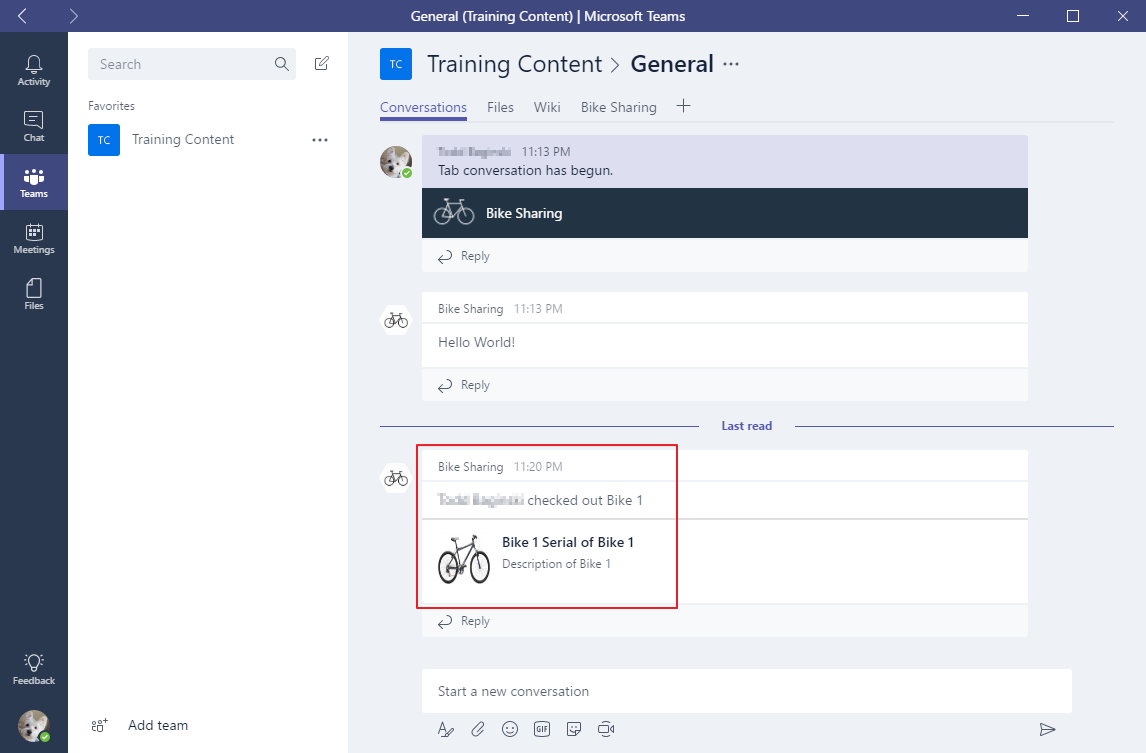 General (Training Content) | Microsoft Teams
Activity
Chat
Teams
Meetings
Files
Feedback
Search
Favorites
TC Training Content
Add team
TC Training Content > General
Conversations Files Wiki Bike Sharing
11:13 PM
Tab conversation has begun.
Bike Sharing
Reply
Bike Sharing 11:13 PM
Hello World!
Reply
Last read
Bike Sharing 11:20 PM
checked out Bike 1
Bike 1 Serial of Bike 1
Description of Bike 1
Reply
Start a new conversation
GIF